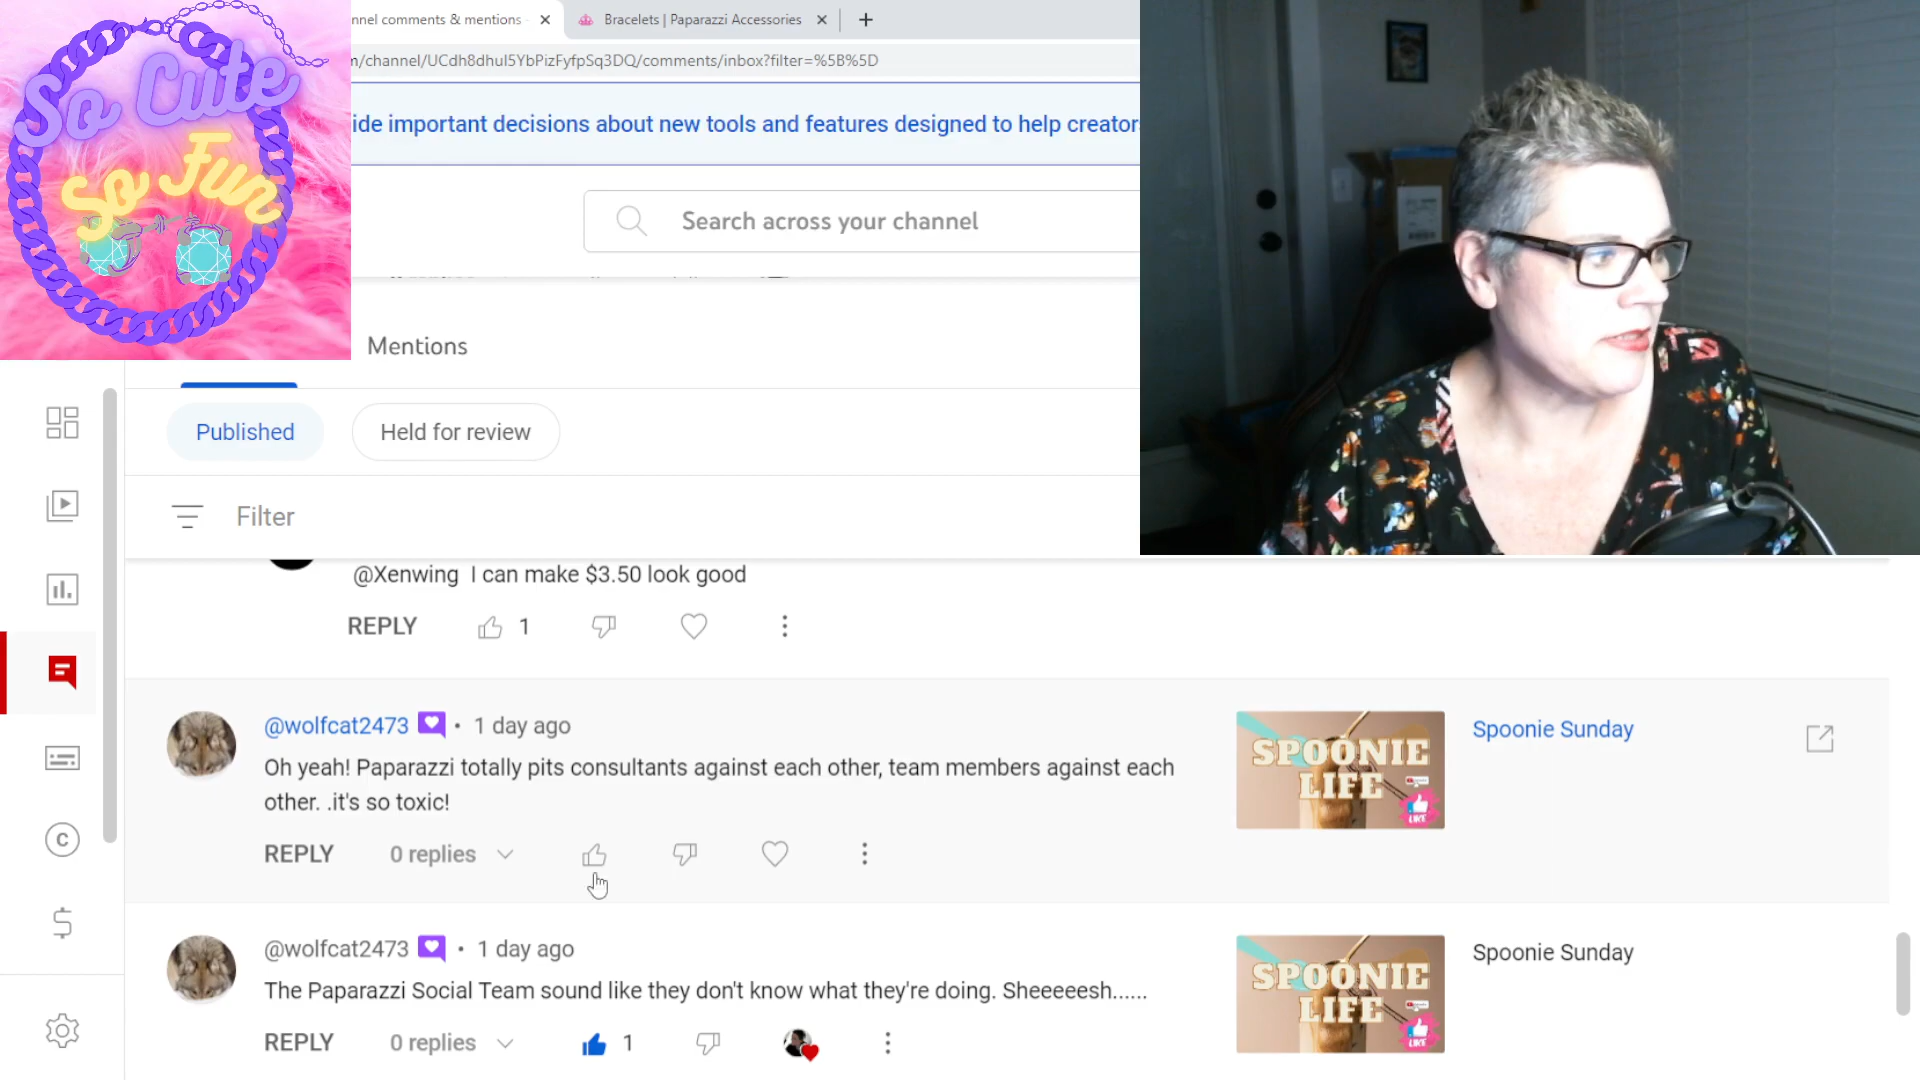 So Cute
So Fun
nnel comments & mentions
Bracelets | Paparazzi Accessories
/channel/UCdh8dhul5YbPizFyfpSq3DQ/comments/inbox?filter=%5B%5D
ide important decisions about new tools and features designed to help creator
Search across your channel
Mentions
Published
Held for review
Filter
@Xenwing I can make $3.50 look good
REPLY 1
@wolfcat2473 • 1 day ago
Oh yeah! Paparazzi totally pits consultants against each other, team members against each
other. .it's so toxic!
REPLY 0 replies
SPOONIE
LIFE
LIKE
Spoonie Sunday
@wolfcat2473 • 1 day ago
The Paparazzi Social Team sound like they don't know what they're doing. Sheeeeesh......
REPLY 0 replies 1
SPOONIE
LIFE
LIKE
Spoonie Sunday